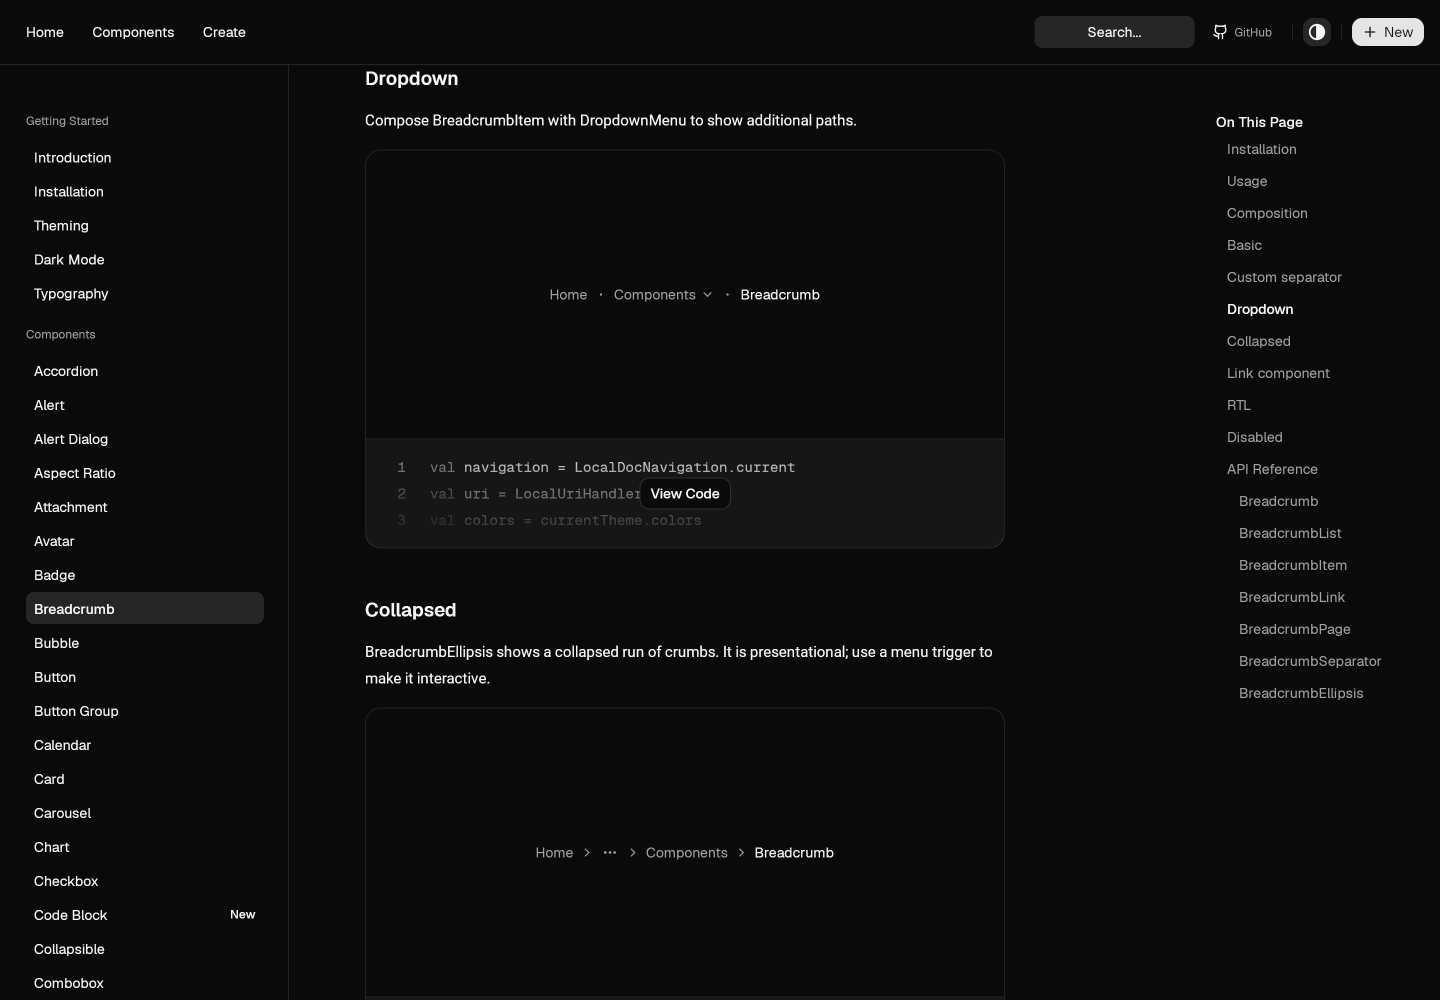 Home
Components
Create
Search...
GitHub
New
Getting Started
Introduction
Installation
Theming
Dark Mode
Typography
Components
Accordion
Alert
Alert Dialog
Aspect Ratio
Attachment
Avatar
Badge
Breadcrumb
Bubble
Button
Button Group
Calendar
Card
Carousel
Chart
Checkbox
Code Block New
Collapsible
Combobox
Dropdown
Compose BreadcrumbItem with DropdownMenu to show additional paths.
Home · Components · Breadcrumb
1 val navigation = LocalDocNavigation.current
2 val uri = LocalUriHandler
View Code
3 val colors = currentTheme.colors
Collapsed
BreadcrumbEllipsis shows a collapsed run of crumbs. It is presentational; use a menu trigger to
make it interactive.
Home ··· Components Breadcrumb
On This Page
Installation
Usage
Composition
Basic
Custom separator
Dropdown
Collapsed
Link component
RTL
Disabled
API Reference
Breadcrumb
BreadcrumbList
BreadcrumbItem
BreadcrumbLink
BreadcrumbPage
BreadcrumbSeparator
BreadcrumbEllipsis